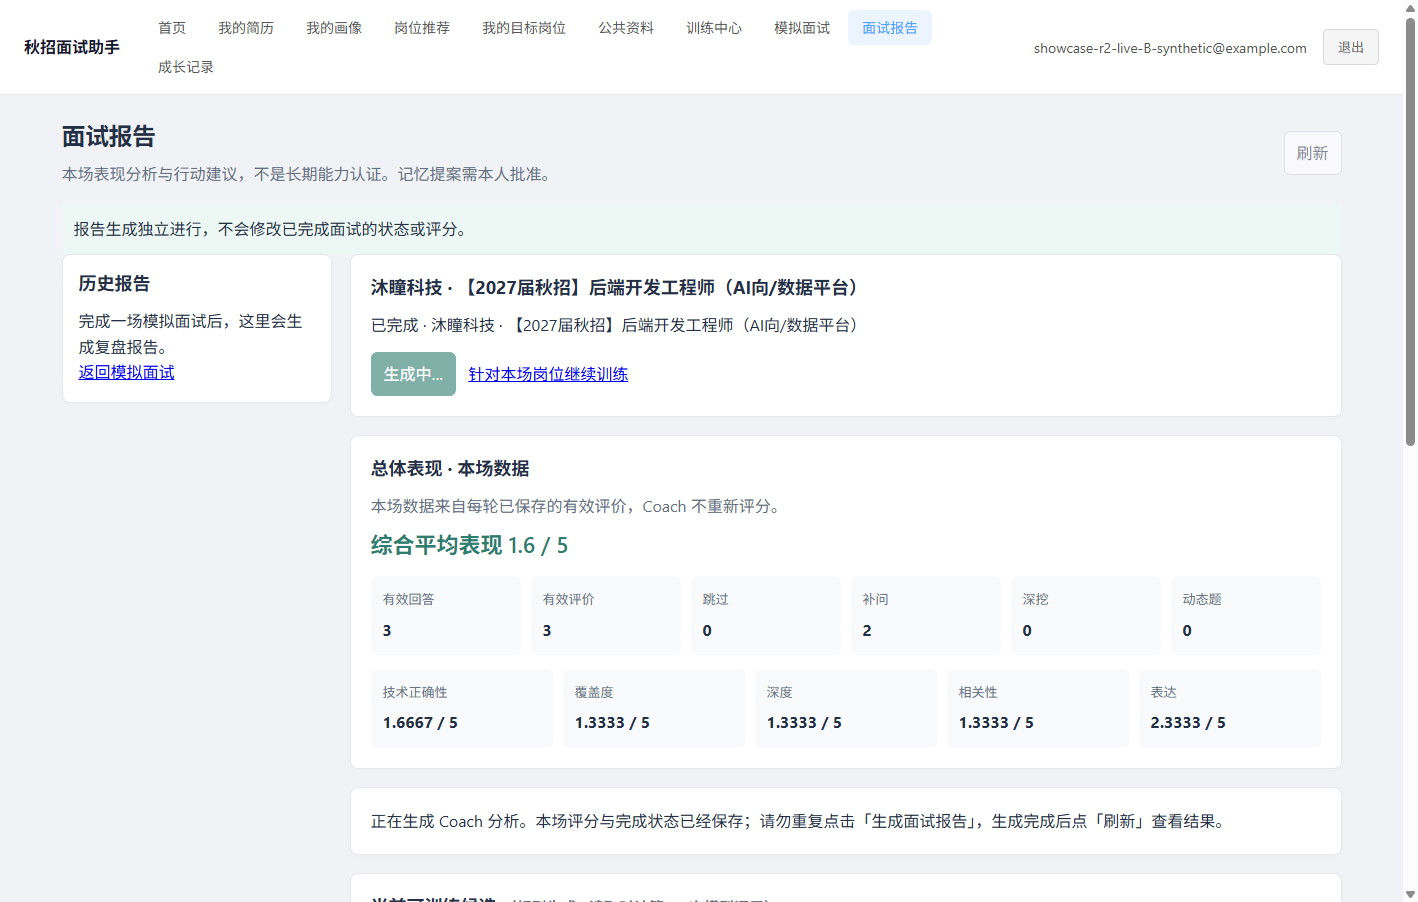 秋招面试助手
首页 我的简历 我的画像 岗位推荐 我的目标岗位 公共资料 训练中心 模拟面试 面试报告
成长记录
showcase-r2-live-B-synthetic@example.com 退出
面试报告
本场表现分析与行动建议，不是长期能力认证。记忆提案需本人批准。
刷新
报告生成独立进行，不会修改已完成面试的状态或评分。
历史报告
完成一场模拟面试后，这里会生
成复盘报告。
返回模拟面试
沐瞳科技 · 【2027届秋招】后端开发工程师（AI向/数据平台）
已完成 · 沐瞳科技 · 【2027届秋招】后端开发工程师（AI向/数据平台）
生成中... 针对本场岗位继续训练
总体表现 · 本场数据
本场数据来自每轮已保存的有效评价，Coach 不重新评分。
综合平均表现 1.6 / 5
有效回答 有效评价 跳过 补问 深挖 动态题
3 3 0 2 0 0
技术正确性 覆盖度 深度 相关性 表达
1.6667 / 5 1.3333 / 5 1.3333 / 5 1.3333 / 5 2.3333 / 5
正在生成 Coach 分析。本场评分与完成状态已经保存；请勿重复点击「生成面试报告」，生成完成后点「刷新」查看结果。